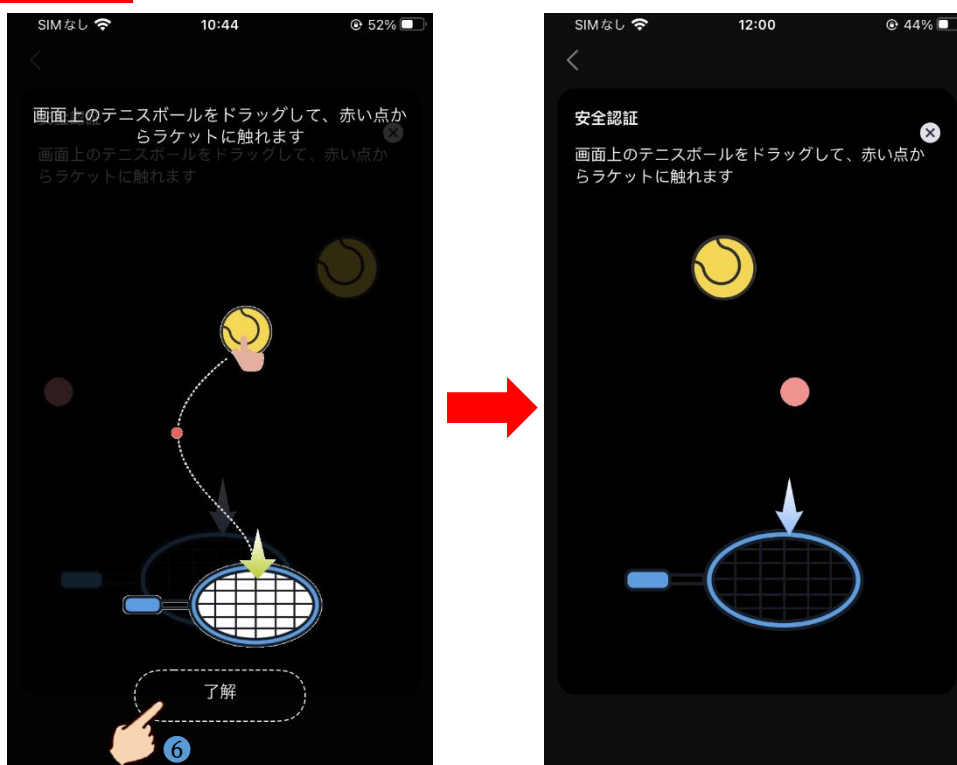 SIMなし 10:44 52%
画面上のテニスボールをドラッグして、赤い点か
らラケットに触れます
安全認証
画面上のテニスボールをドラッグして、赤い点か
らラケットに触れます
了解
6
SIMなし 12:00 44%
安全認証
画面上のテニスボールをドラッグして、赤い点か
らラケットに触れます